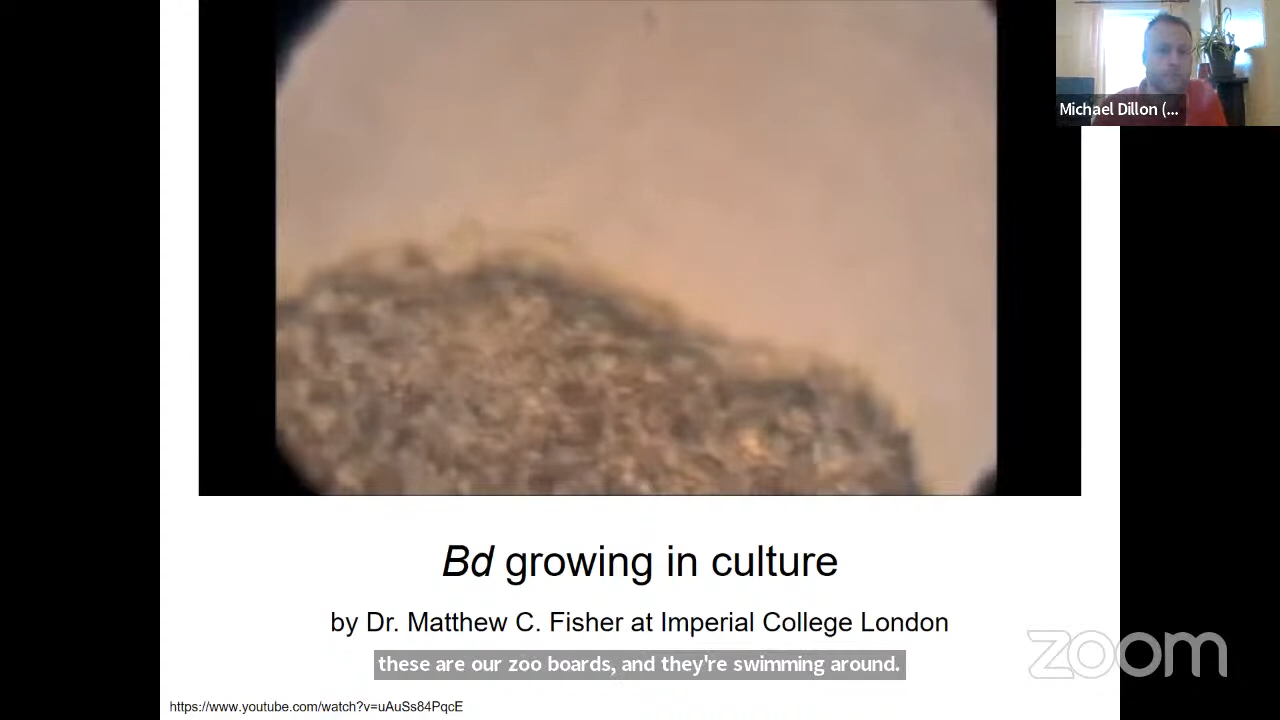 Michael Dillon (...
Bd growing in culture
by Dr. Matthew C. Fisher at Imperial College London
these are our zoo boards, and they're swimming around.
zoom
https://www.youtube.com/watch?v=uAuSs84PqcE